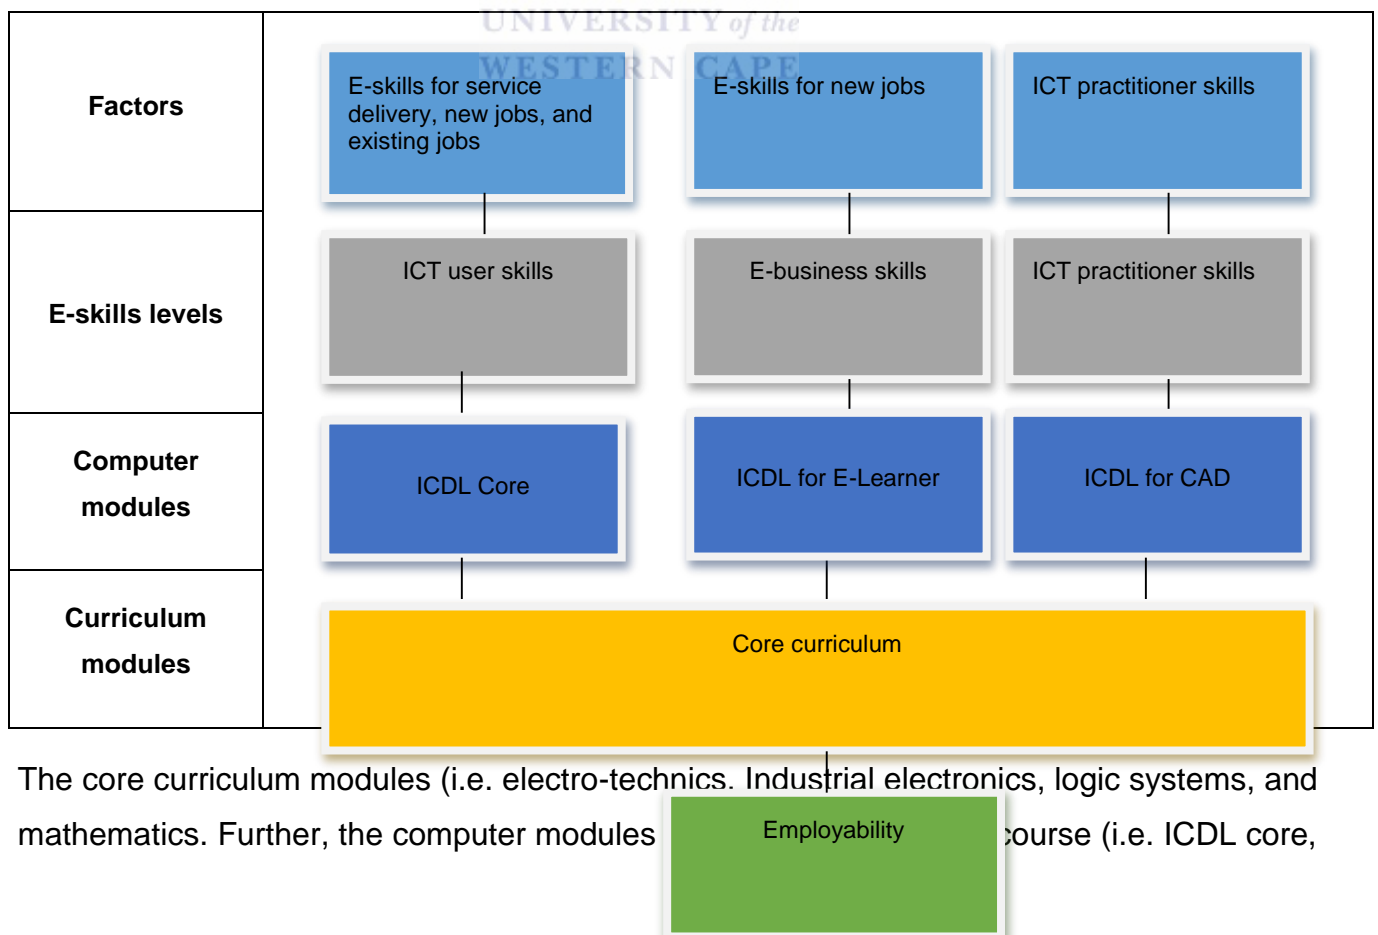 UNIVERSITY of the
WESTERN CAPE
Factors
E-skills for service
delivery, new jobs, and
existing jobs
E-skills for new jobs
ICT practitioner skills
E-skills levels
ICT user skills
E-business skills
ICT practitioner skills
Computer
modules
ICDL Core
ICDL for E-Learner
ICDL for CAD
Curriculum
modules
Core curriculum
The core curriculum modules (i.e. electro-technics. Industrial electronics, logic systems, and
mathematics. Further, the computer modules
course (i.e. ICDL core,
Employability